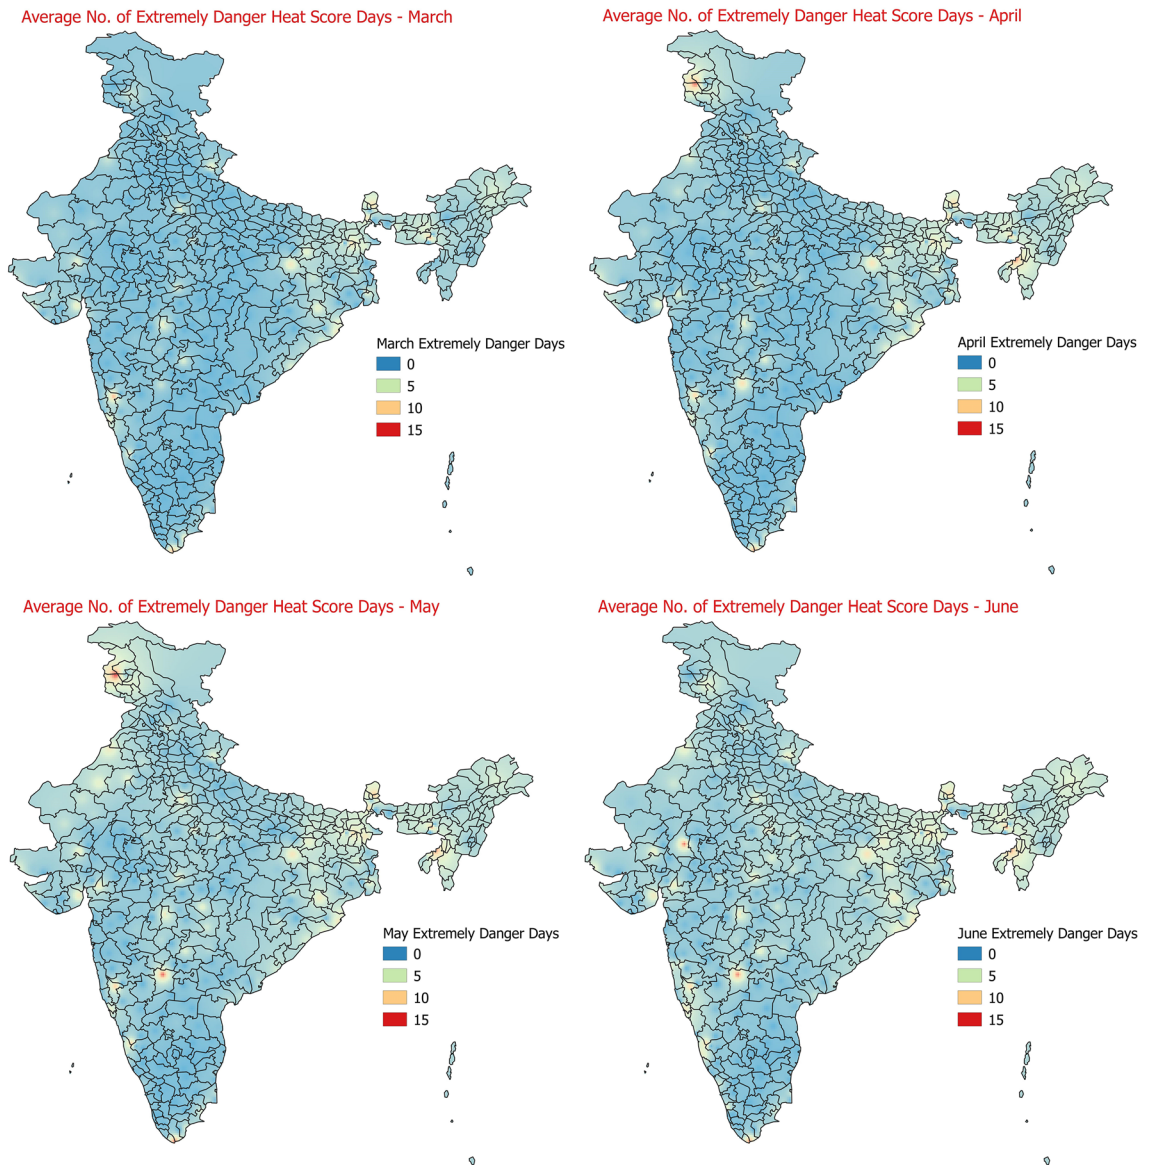 Average No. of Extremely Danger Heat Score Days - March
March Extremely Danger Days
0
5
10
15
Average No. of Extremely Danger Heat Score Days - April
April Extremely Danger Days
0
5
10
15
Average No. of Extremely Danger Heat Score Days - May
May Extremely Danger Days
0
5
10
15
Average No. of Extremely Danger Heat Score Days - June
June Extremely Danger Days
0
5
10
15